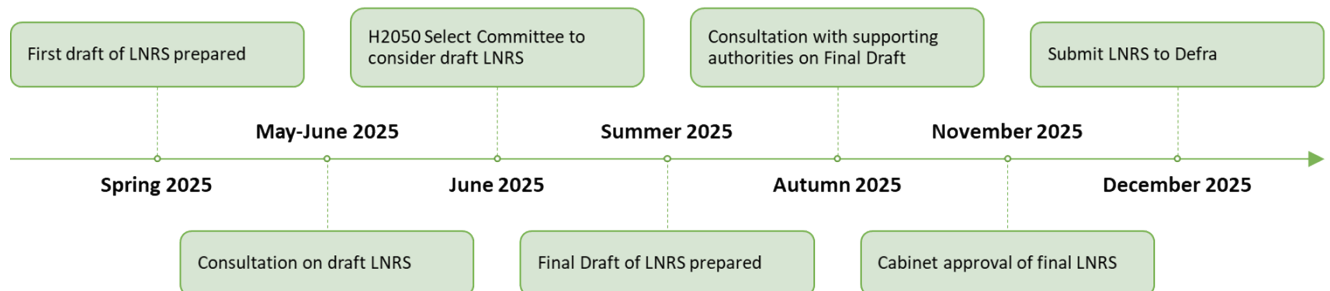 First draft of LNRS prepared
H2050 Select Committee to
consider draft LNRS
Consultation with supporting
authorities on Final Draft
Submit LNRS to Defra
May-June 2025
Summer 2025
November 2025
Spring 2025
June 2025
Autumn 2025
December 2025
Consultation on draft LNRS
Final Draft of LNRS prepared
Cabinet approval of final LNRS